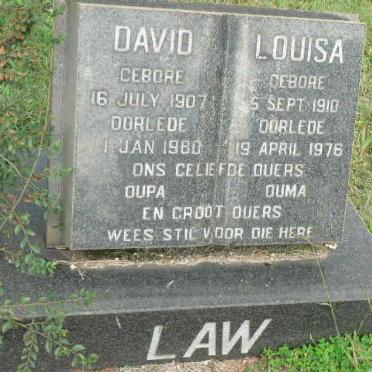 DAVID LOUISA
GEBORE GEBORE
16 JULY 1907 5 SEPT 1910
OORLEDE OORLEDE
1 JAN 1980 19 APRIL 1976
ONS GELIEFDE OUERS
OUPA OUMA
EN GROOT OUERS
WEES STIL VOOR DIE HERE
LAW